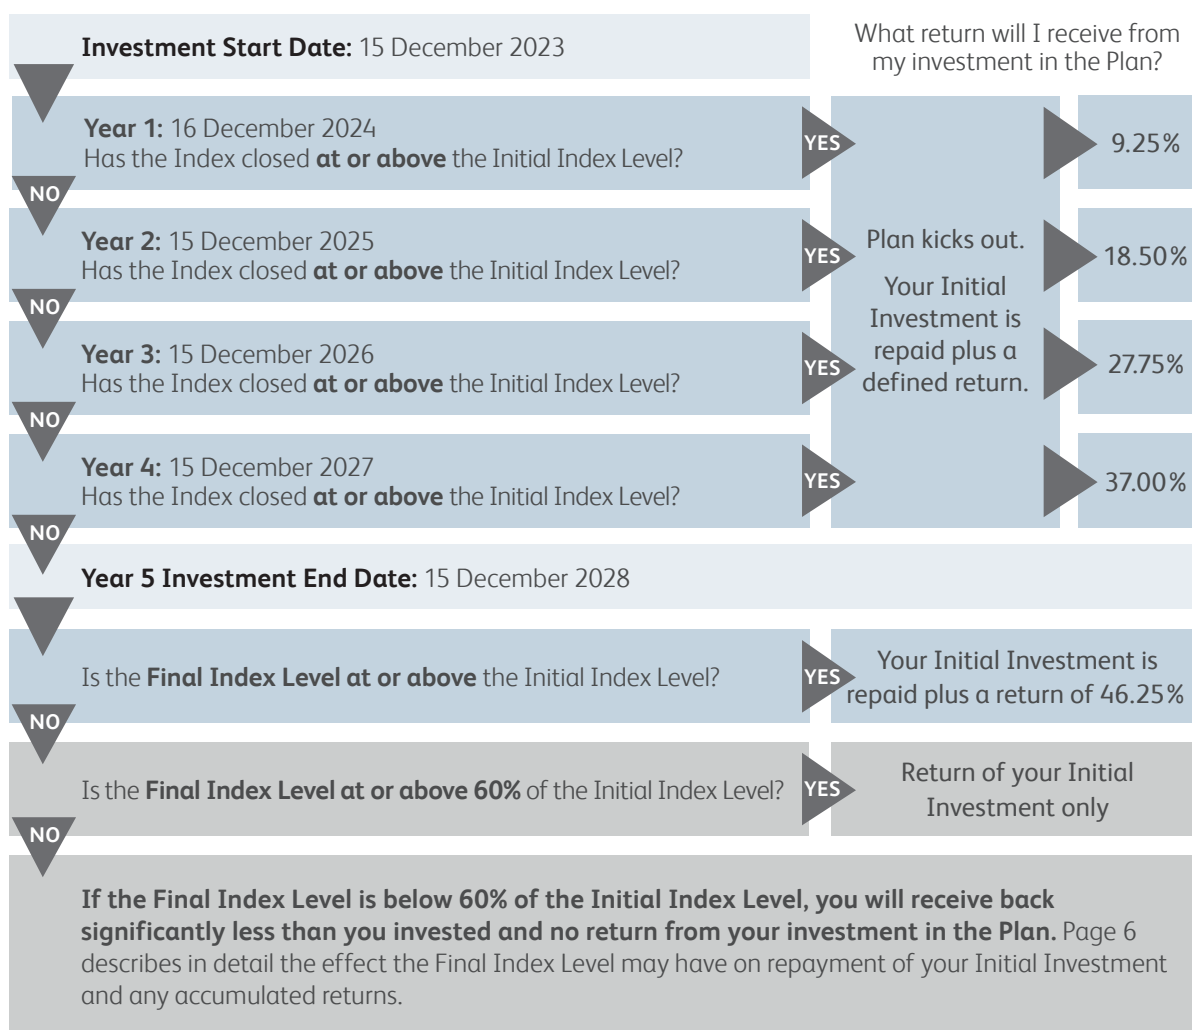 Investment Start Date: 15 December 2023
What return will I receive from
my investment in the Plan?
Year 1: 16 December 2024
Has the Index closed at or above the Initial Index Level?
YES
9.25%
NO
Year 2: 15 December 2025
Has the Index closed at or above the Initial Index Level?
YES
18.50%
NO
Year 3: 15 December 2026
Has the Index closed at or above the Initial Index Level?
YES
27.75%
NO
Year 4: 15 December 2027
Has the Index closed at or above the Initial Index Level?
YES
37.00%
Plan kicks out.
Your Initial
Investment is
repaid plus a
defined return.
NO
Year 5 Investment End Date: 15 December 2028
Is the Final Index Level at or above the Initial Index Level?
YES
Your Initial Investment is
repaid plus a return of 46.25%
NO
Is the Final Index Level at or above 60% of the Initial Index Level?
YES
Return of your Initial
Investment only
NO
If the Final Index Level is below 60% of the Initial Index Level, you will receive back
significantly less than you invested and no return from your investment in the Plan. Page 6
describes in detail the effect the Final Index Level may have on repayment of your Initial Investment
and any accumulated returns.